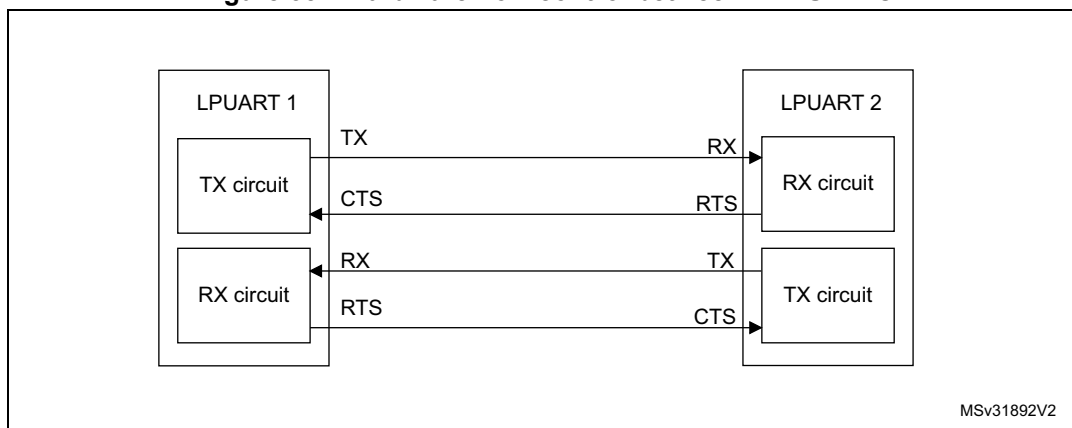 LPUART 1
LPUART 2
TX
RX
TX circuit
RX circuit
CTS
RTS
RX
TX
RX circuit
TX circuit
RTS
CTS
MSv31892V2